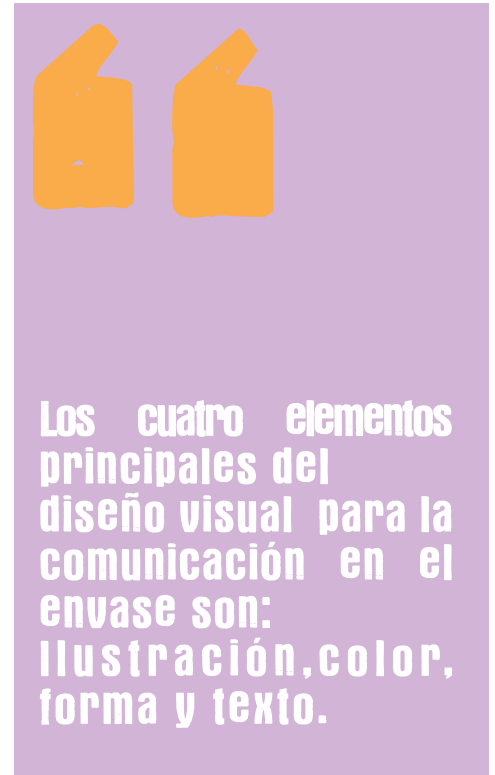 “
Los cuatro elementos
principales del
diseño visual para la
comunicación en el
envase son:
Ilustración,color,
forma y texto.